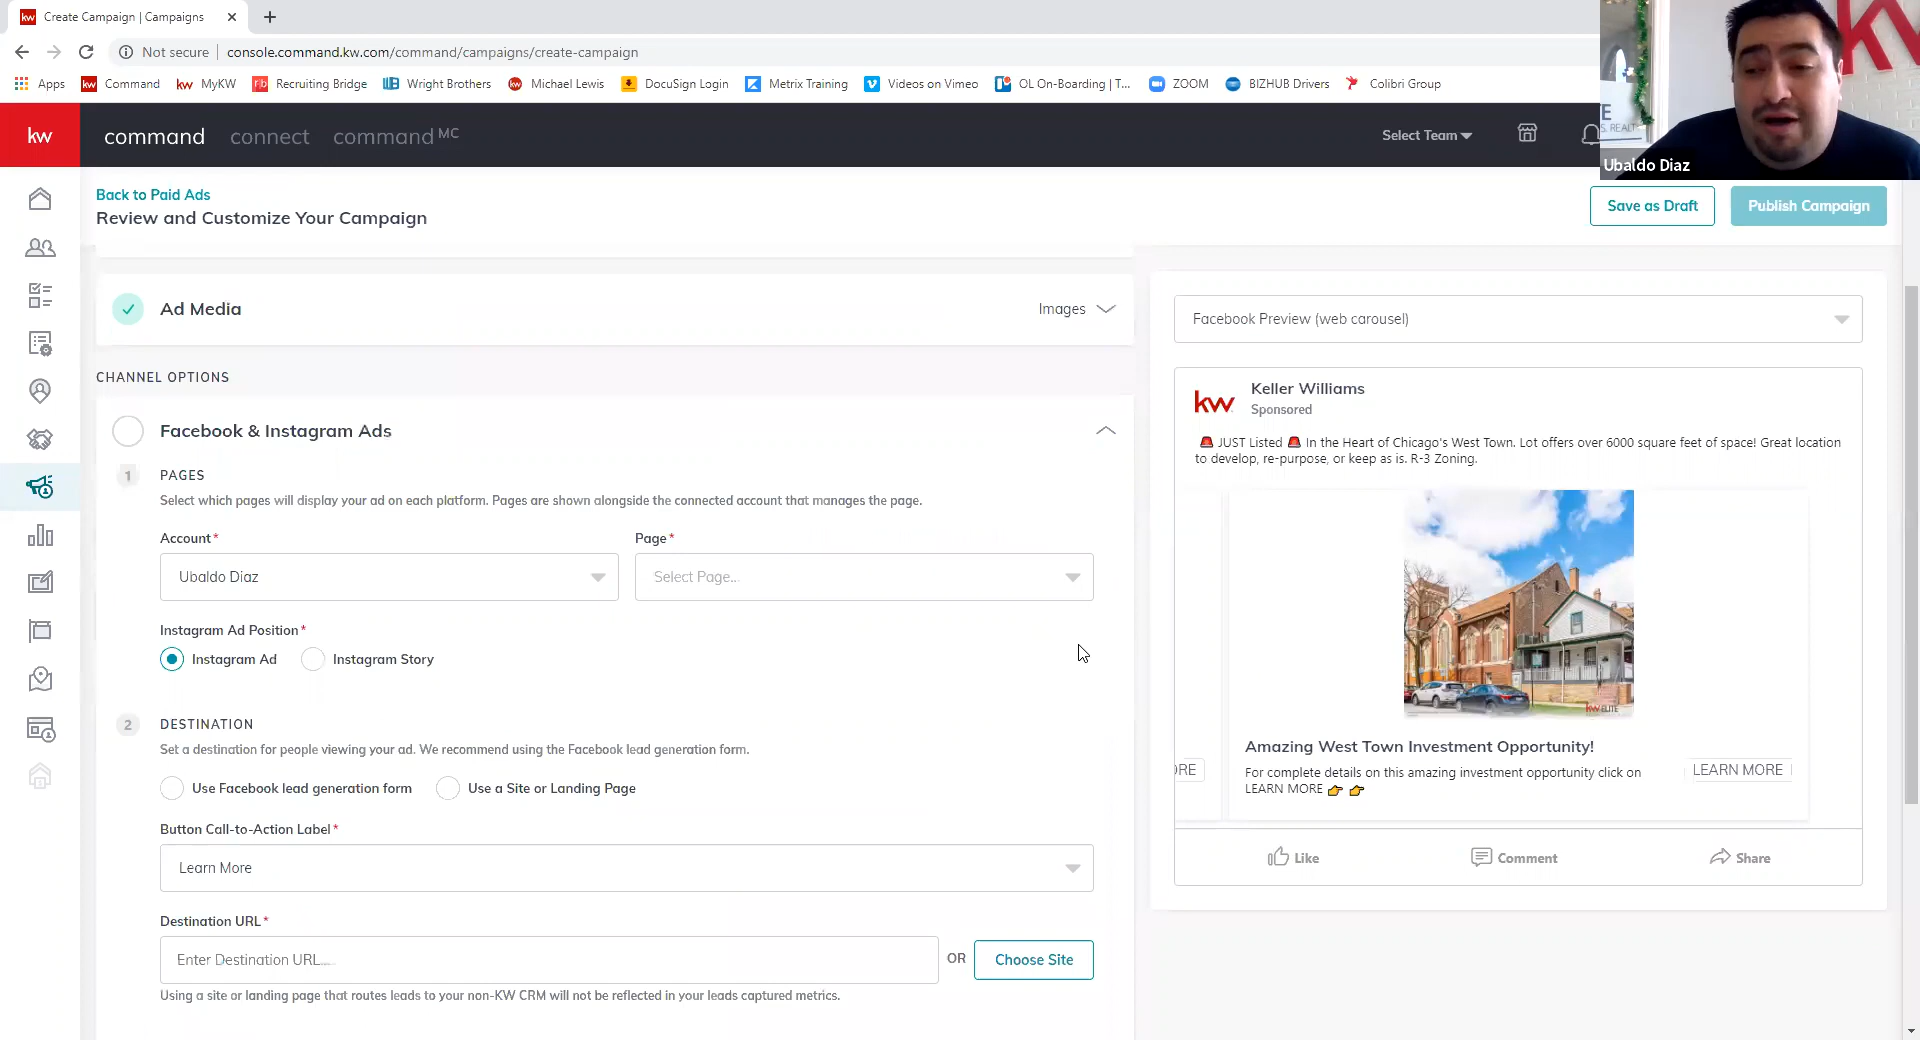 kw Create Campaign | Campaigns
Not secure console.command.kw.com/command/campaigns/create-campaign
Apps kw Command kw MyKW rb Recruiting Bridge Wright Brothers kw Michael Lewis DocuSign Login Metrix Training Videos on Vimeo OL On-Boarding | T... ZOOM BIZHUB Drivers Colibri Group
kw command connect command MC Select Team
kw
Ubaldo Diaz
Back to Paid Ads
Review and Customize Your Campaign
Save as Draft Publish Campaign
Ad Media Images
CHANNEL OPTIONS
Facebook & Instagram Ads
1 PAGES
Select which pages will display your ad on each platform. Pages are shown alongside the connected account that manages the page.
Account* Page*
Ubaldo Diaz Select Page...
Instagram Ad Position*
Instagram Ad Instagram Story
2 DESTINATION
Set a destination for people viewing your ad. We recommend using the Facebook lead generation form.
Use Facebook lead generation form Use a Site or Landing Page
Button Call-to-Action Label*
Learn More
Destination URL*
Enter Destination URL... OR Choose Site
Using a site or landing page that routes leads to your non-KW CRM will not be reflected in your leads captured metrics.
Facebook Preview (web carousel)
kw Keller Williams
Sponsored
🚨 JUST Listed 🚨 In the Heart of Chicago's West Town. Lot offers over 6000 square feet of space! Great location
to develop, re-purpose, or keep as is. R-3 Zoning.
kw ELITE
Amazing West Town Investment Opportunity!
ORE For complete details on this amazing investment opportunity click on LEARN MORE
LEARN MORE 👉 👉
Like Comment Share